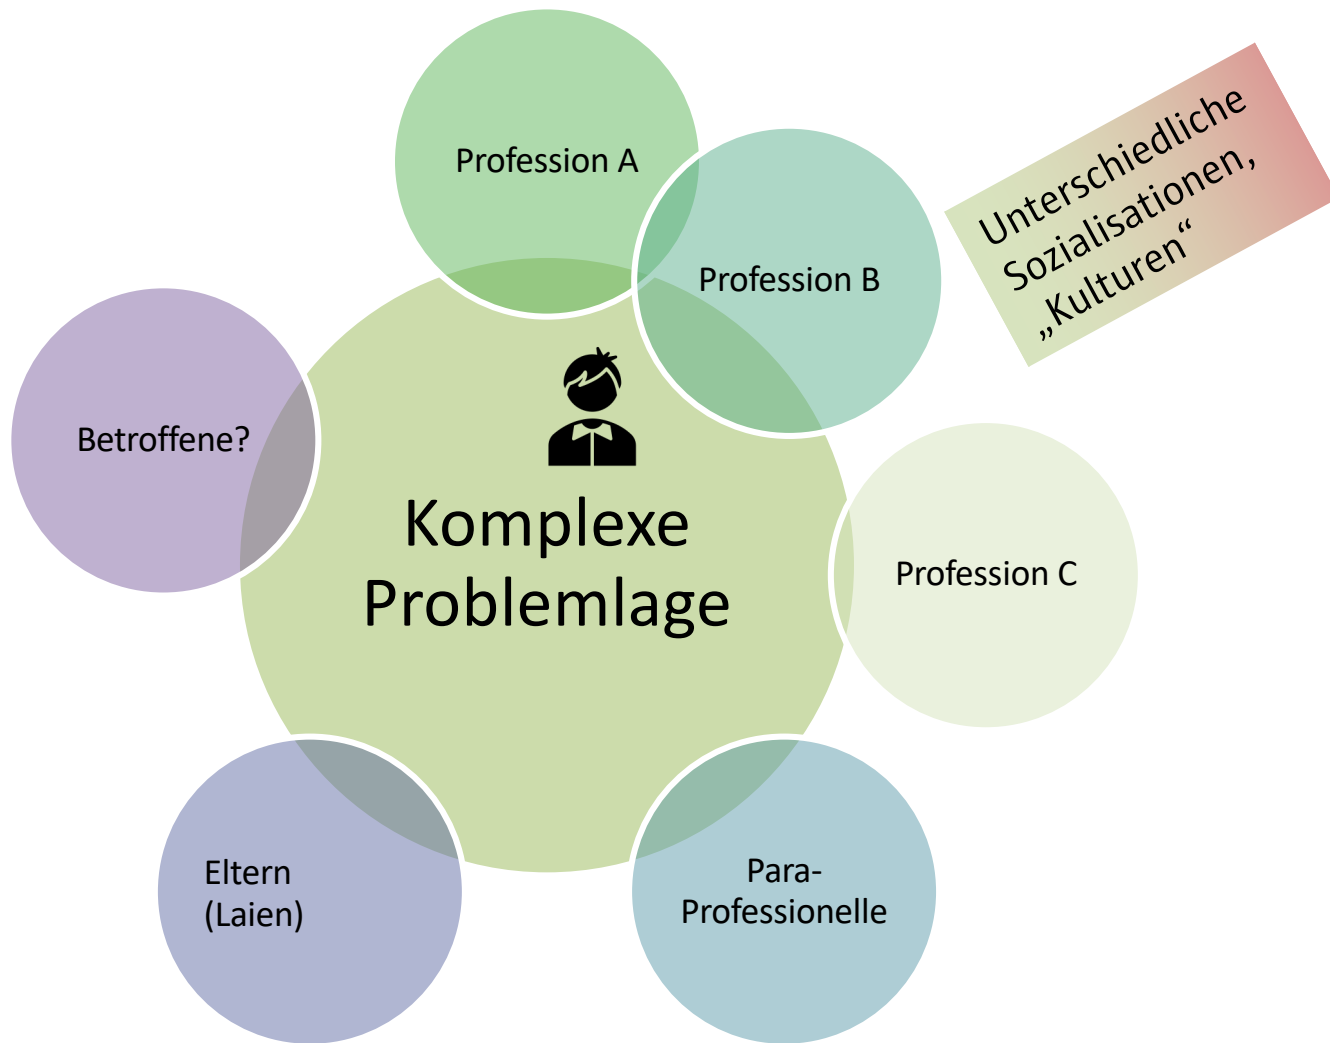 Profession A
Unterschiedliche
Sozialisationen,
„Kulturen“
Profession B
Betroffene?
Komplexe
Problemlage
Profession C
Eltern
(Laien)
Para-
Professionelle